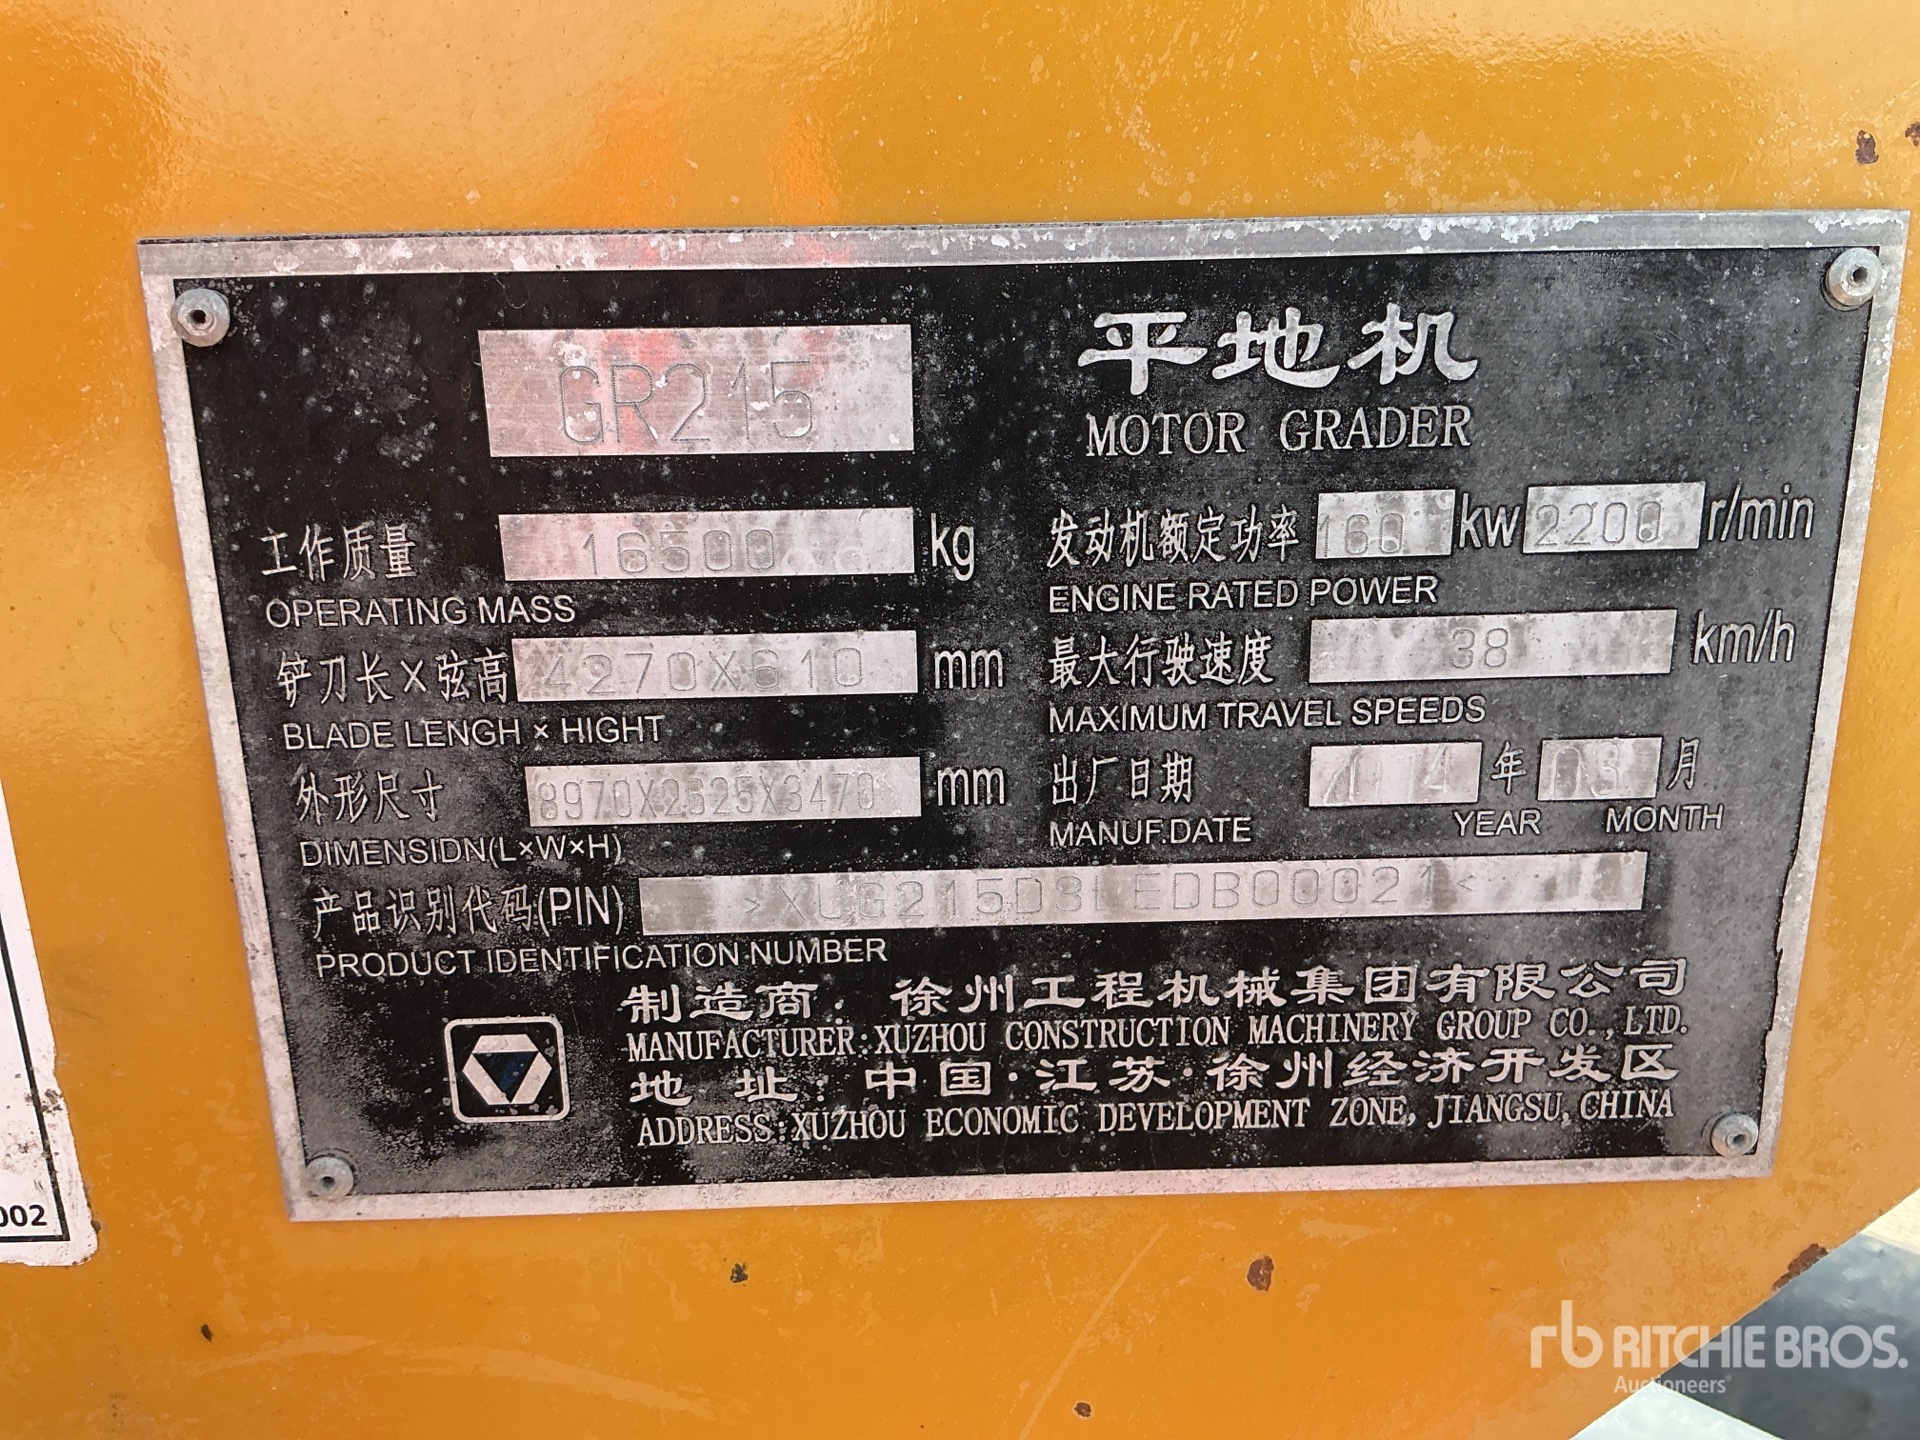 GR215
平地机
MOTOR GRADER
工作质量 16500 kg
OPERATING MASS
铲刀长×弦高 4270X610 mm
BLADE LENGH × HIGHT
外形尺寸 8970X2625X3470 mm
DIMENSIDN(L×W×H)
发动机额定功率 160 kw 2200 r/min
ENGINE RATED POWER
最大行驶速度 38 km/h
MAXIMUM TRAVEL SPEEDS
出厂日期 年 03 月
MANUF.DATE YEAR MONTH
产品识别代码(PIN) >XUG215D3LEDB00021<
PRODUCT IDENTIFICATION NUMBER
制造商: 徐州工程机械集团有限公司
MANUFACTURER:XUZHOU CONSTRUCTION MACHINERY GROUP CO.,LTD.
地 址: 中国·江苏·徐州经济开发区
ADDRESS:XUZHOU ECONOMIC DEVELOPMENT ZONE, JIANGSU, CHINA
002
rb RITCHIE BROS.
Auctioneers